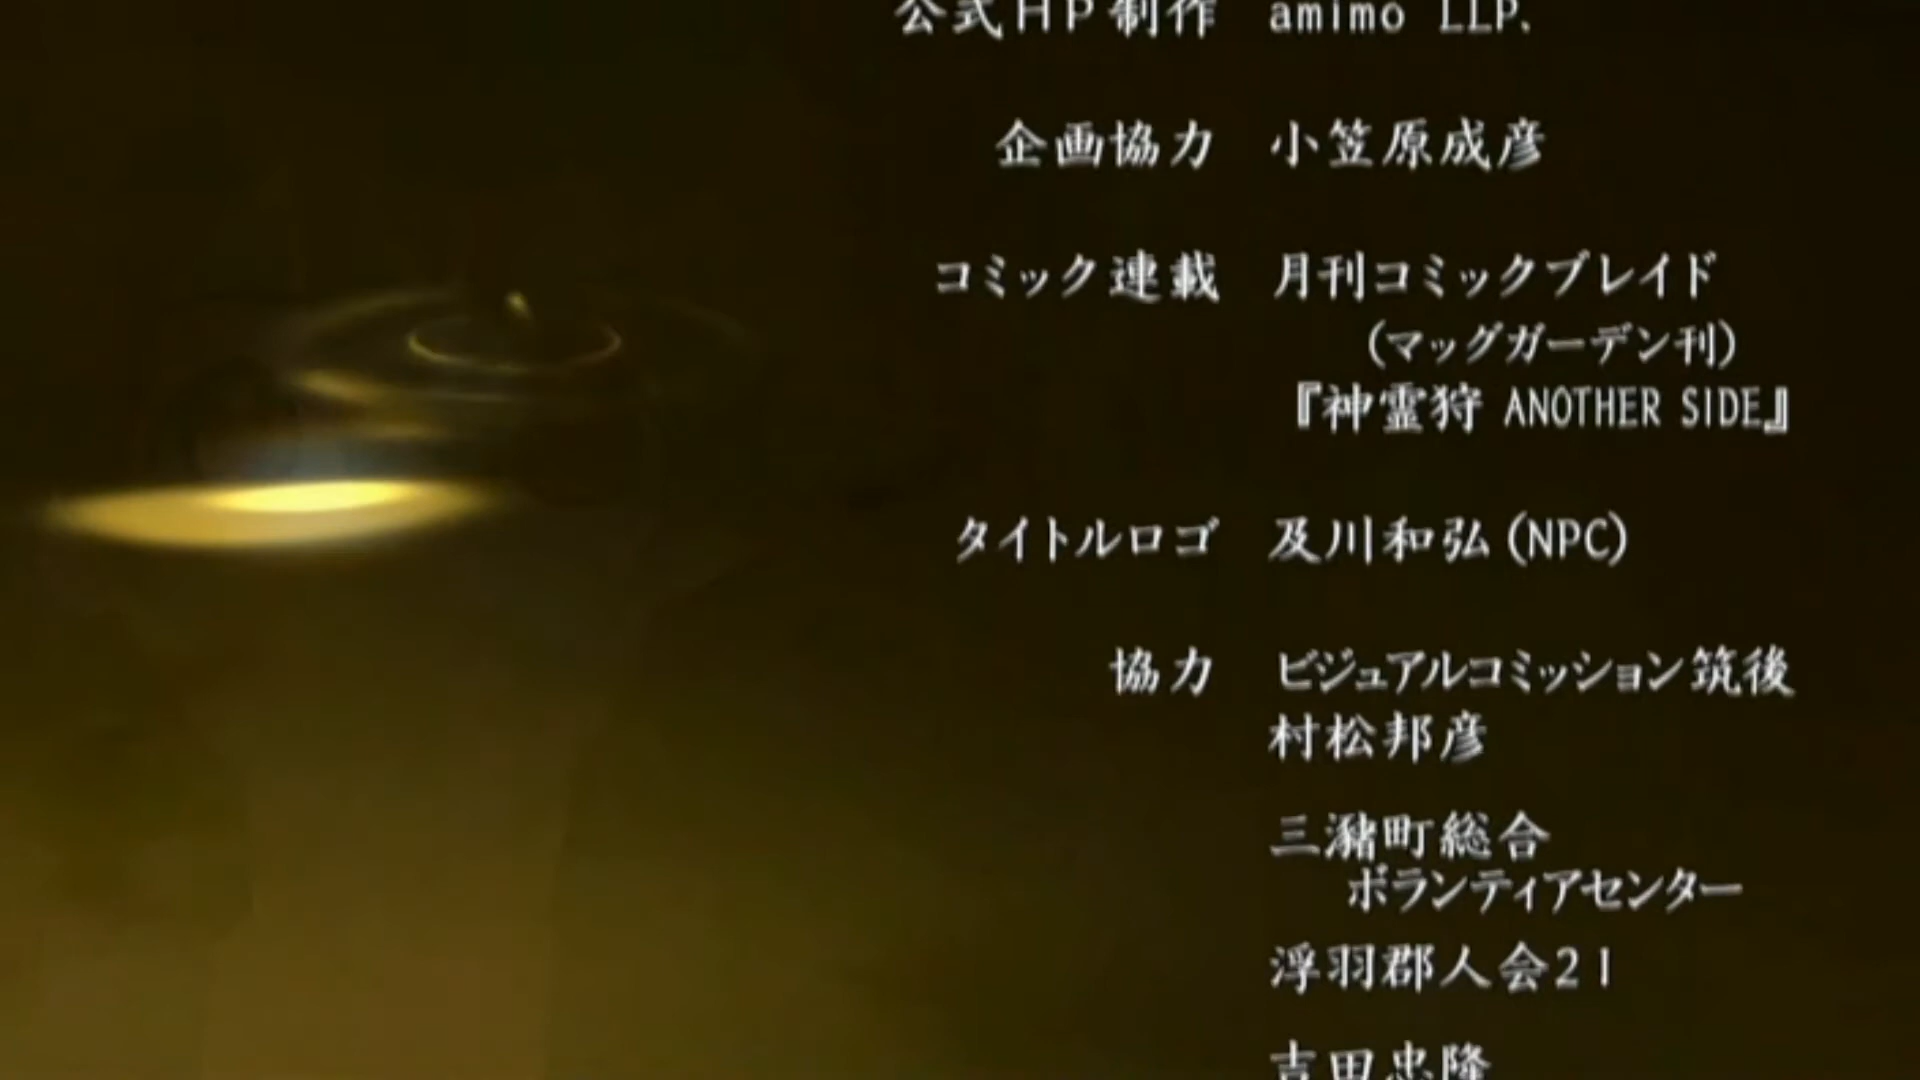 公式HP制作 amimo LLP.
企画協力 小笠原成彦
コミック連載 月刊コミックブレイド
(マッグガーデン刊)
『神霊狩 ANOTHER SIDE』
タイトルロゴ 及川和弘(NPC)
協力 ビジュアルコミッション筑後
村松邦彦
三瀦町総合
ボランティアセンター
浮羽郡人会21
吉田忠隆